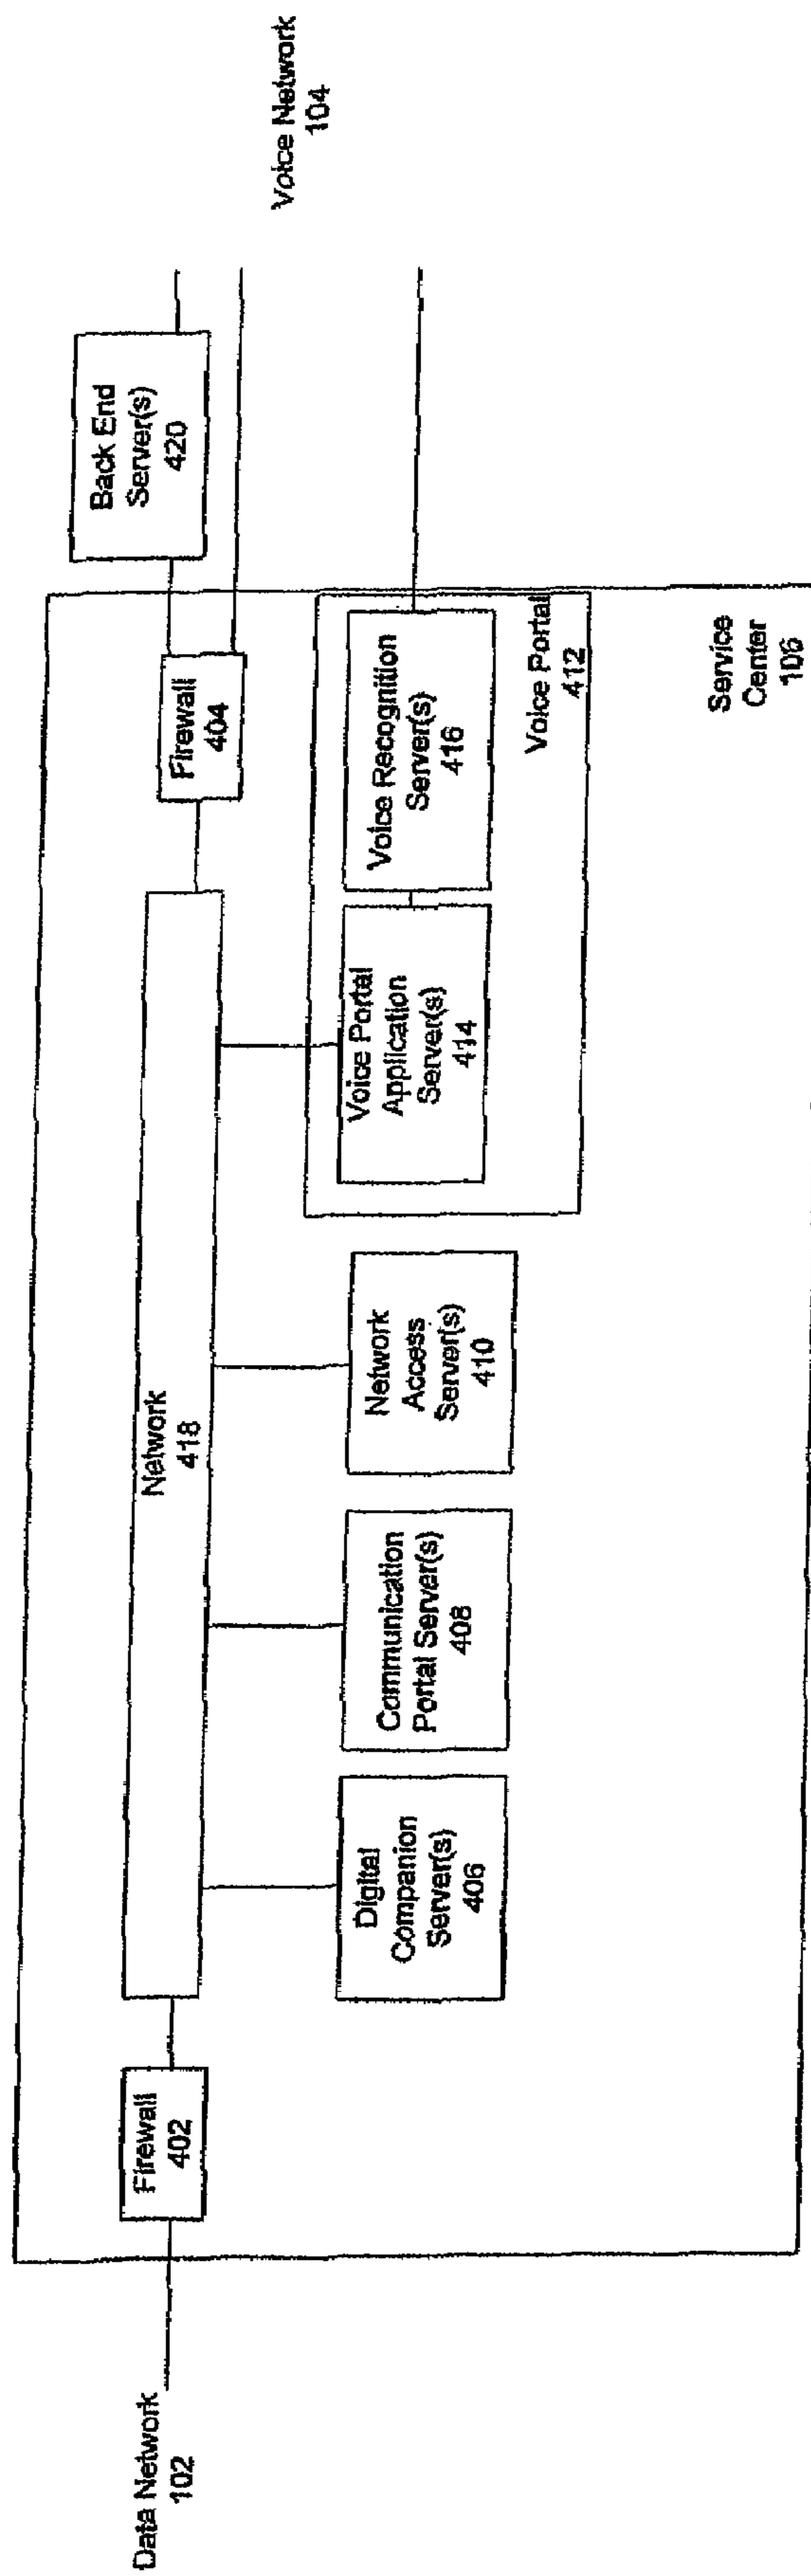 Data Network
102
Firewall
402
Network
418
Digital
Companion
Server(s)
406
Communication
Portal Server(s)
408
Network
Access
Server(s)
410
Voice Portal
Application
Server(s)
414
Voice Recognition
Server(s)
416
Voice Portal
412
Firewall
404
Back End
Server(s)
420
Voice Network
104
Service
Center
106